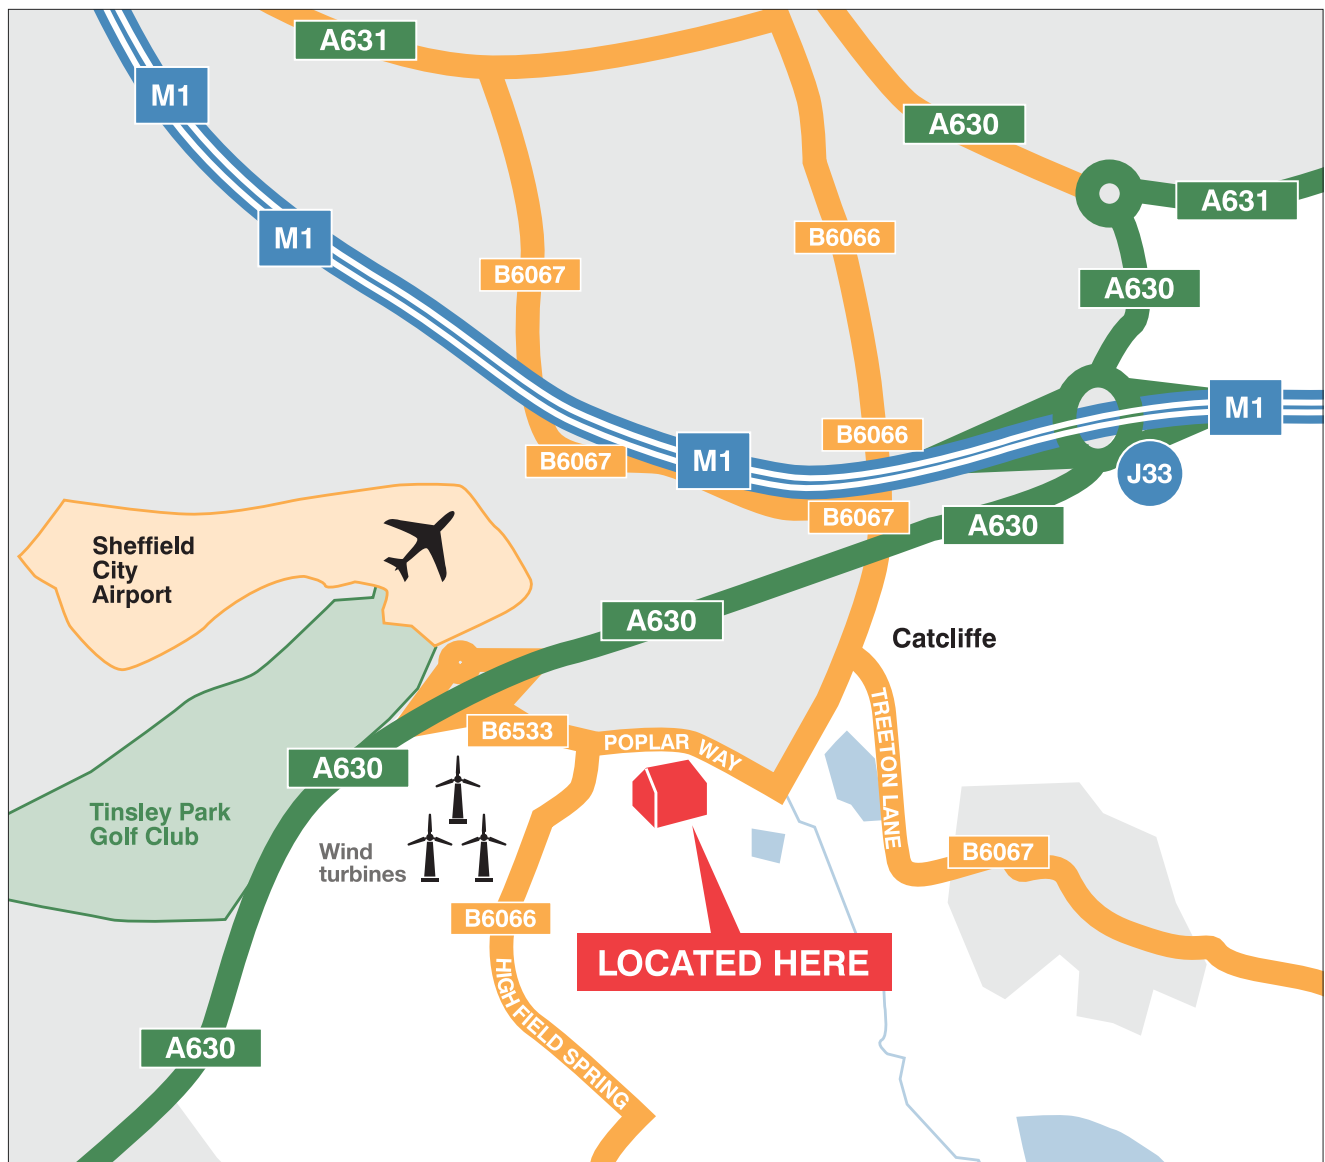 A631
M1
A630
A631
M1
B6066
B6067
A630
M1
B6066
B6067
M1
J33
B6067
A630
Sheffield
City
Airport
A630
Catcliffe
TREETON LANE
B6533
POPLAR WAY
A630
Tinsley Park
Golf Club
Wind
turbines
B6067
B6066
LOCATED HERE
HIGHFIELD SPRING
A630